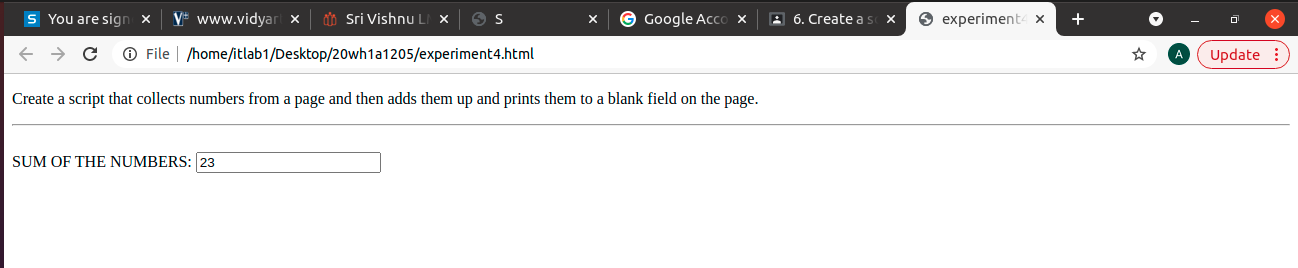 You are sign www.vidyar Sri Vishnu L S Google Acco 6. Create a s experiment4
File /home/itlab1/Desktop/20wh1a1205/experiment4.html A Update
Create a script that collects numbers from a page and then adds them up and prints them to a blank field on the page.
SUM OF THE NUMBERS: 23